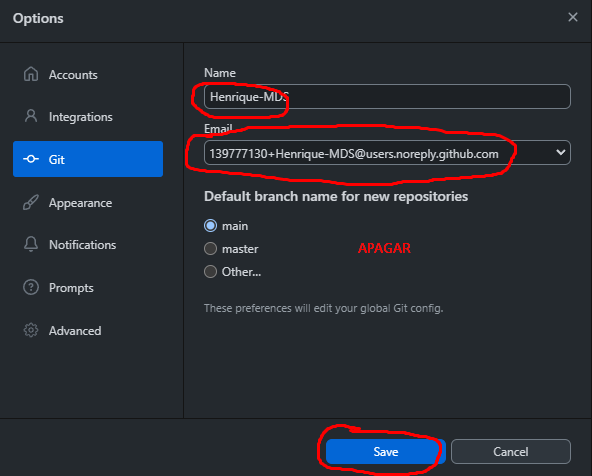 Options
Accounts
Integrations
Git
Appearance
Notifications
Prompts
Advanced
Name
Henrique-MDS
Email
139777130+Henrique-MDS@users.noreply.github.com
Default branch name for new repositories
main
master
APAGAR
Other...
These preferences will edit your global Git config.
Save
Cancel